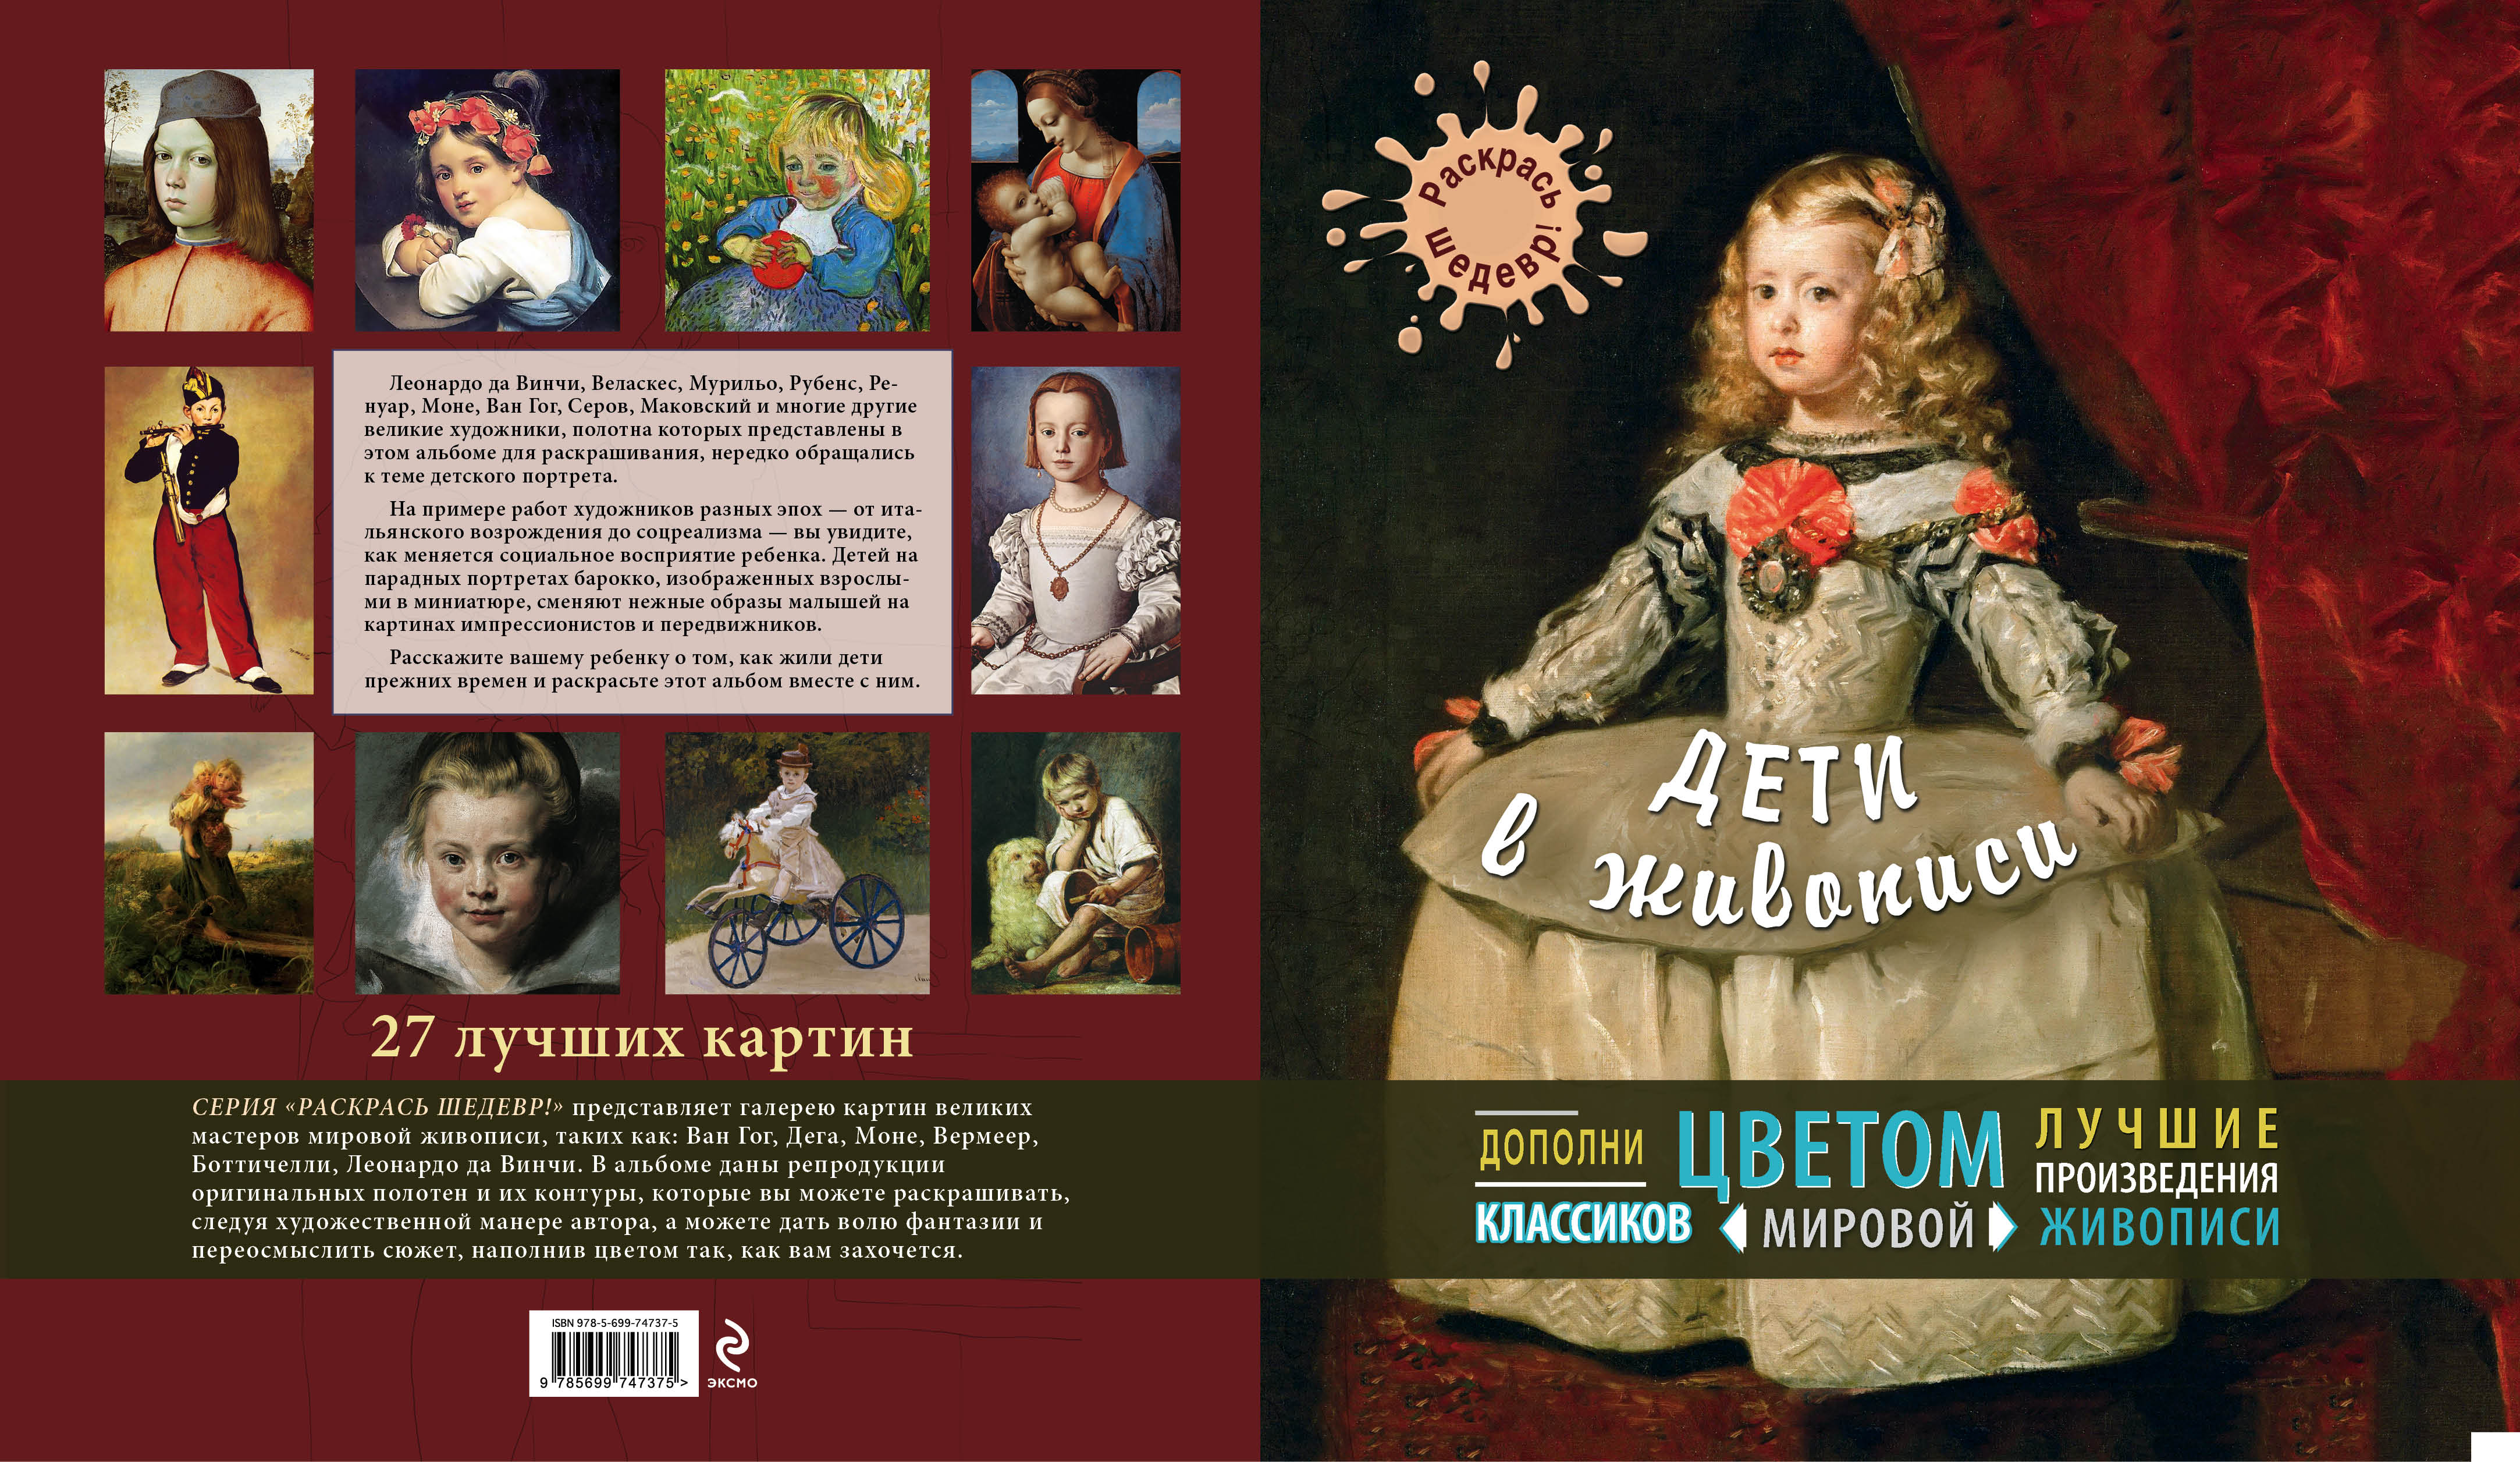 Леонардо да Винчи, Веласкес, Мурильо, Рубенс, Ре-
нуар, Моне, Ван Гог, Серов, Маковский и многие другие
великие художники, полотна которых представлены в
этом альбоме для раскрашивания, нередко обращались
к теме детского портрета.
На примере работ художников разных эпох — от ита-
льянского возрождения до соцреализма — вы увидите,
как меняется социальное восприятие ребенка. Детей на
парадных портретах барокко, изображенных взрослы-
ми в миниатюре, сменяют нежные образы малышей на
картинах импрессионистов и передвижников.
Расскажите вашему ребенку о том, как жили дети
прежних времен и раскрасьте этот альбом вместе с ним.
27 лучших картин
СЕРИЯ «РАСКРАСЬ ШЕДЕВР!» представляет галерею картин великих
мастеров мировой живописи, таких как: Ван Гог, Дега, Моне, Вермеер,
Боттичелли, Леонардо да Винчи. В альбоме даны репродукции
оригинальных полотен и их контуры, которые вы можете раскрашивать,
следуя художественной манере автора, а можете дать волю фантазии и
переосмыслить сюжет, наполнив цветом так, как вам захочется.
ISBN 978-5-699-74737-5
9 785699 747375 >
ЭКСМО
Раскрась
Шедевр!
ДЕТИ
в живописи
ДОПОЛНИ ЦВЕТОМ ЛУЧШИЕ
ПРОИЗВЕДЕНИЯ
КЛАССИКОВ МИРОВОЙ ЖИВОПИСИ